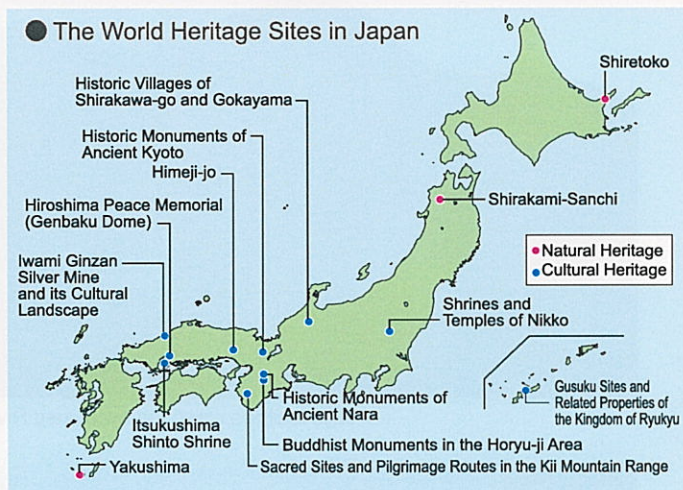 The World Heritage Sites in Japan
Shiretoko
Historic Villages of
Shirakawa-go and Gokayama
Historic Monuments of
Ancient Kyoto
Himeji-jo
Hiroshima Peace Memorial
(Genbaku Dome)
Shirakami-Sanchi
Natural Heritage
Cultural Heritage
Iwami Ginzan
Silver Mine
and its Cultural
Landscape
Shrines and
Temples of Nikko
Historic Monuments of
Ancient Nara
Gusuku Sites and
Related Properties of
the Kingdom of Ryukyu
Itsukushima
Shinto Shrine
Buddhist Monuments in the Horyu-ji Area
Yakushima
Sacred Sites and Pilgrimage Routes in the Kii Mountain Range